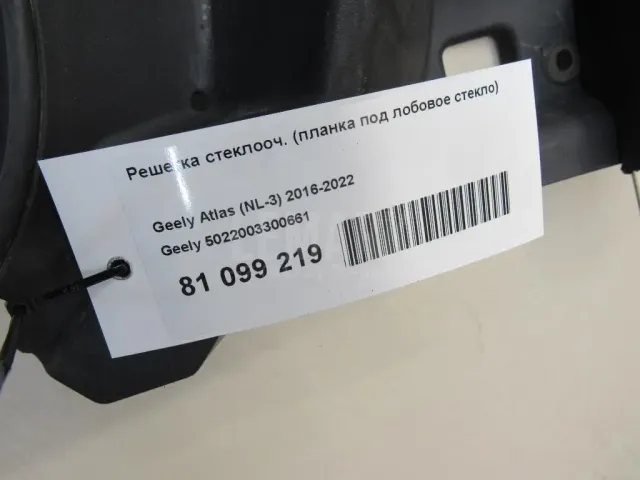 Решетка стеклооч. (планка под лобовое стекло)
Geely Atlas (NL-3) 2016-2022
Geely 5022003300661
81 099 219